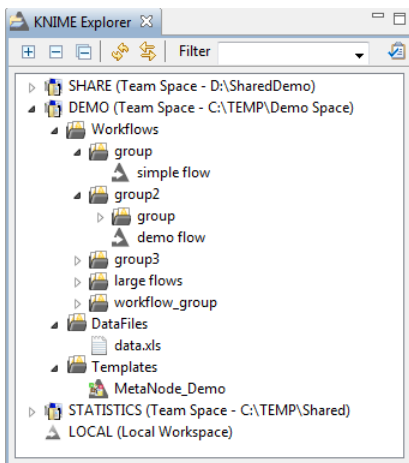 KNIME Explorer
Filter
SHARE (Team Space - D:\SharedDemo)
DEMO (Team Space - C:\TEMP\Demo Space)
Workflows
group
simple flow
group2
group
demo flow
group3
large flows
workflow_group
DataFiles
data.xls
Templates
MetaNode_Demo
STATISTICS (Team Space - C:\TEMP\Shared)
LOCAL (Local Workspace)